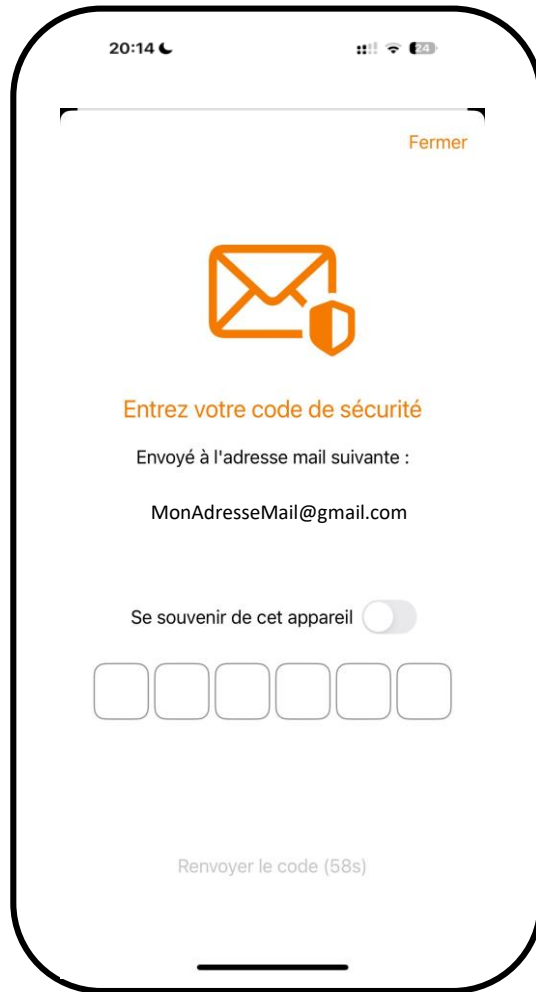 20:14
24
Fermer
Entrez votre code de sécurité
Envoyé à l'adresse mail suivante :
MonAdresseMail@gmail.com
Se souvenir de cet appareil
Renvoyer le code (58s)